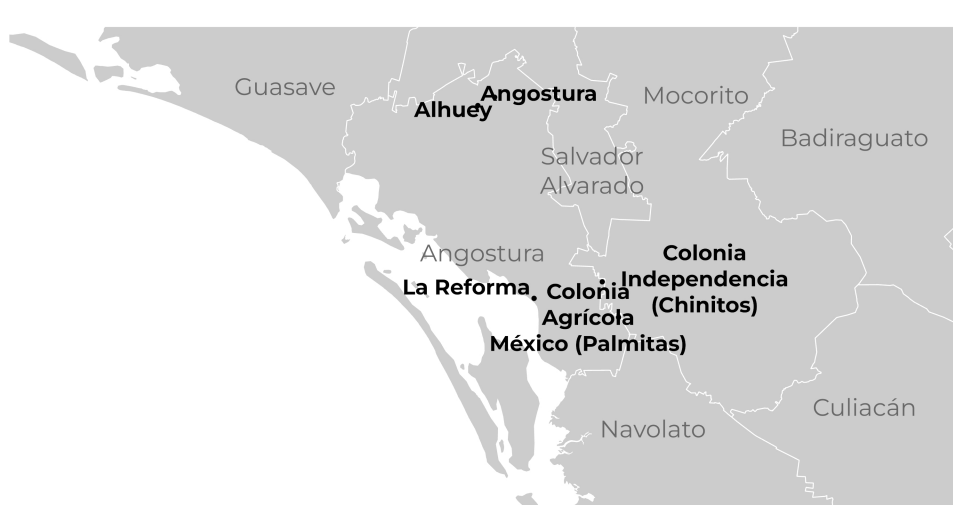 Guasave
Angostura
Alhuey
Mocorito
Badiraguato
Salvador
Alvarado
Angostura
Colonia
Independencia
(Chinitos)
La Reforma
Colonia
Agrícola
México (Palmitas)
Culiacán
Navolato